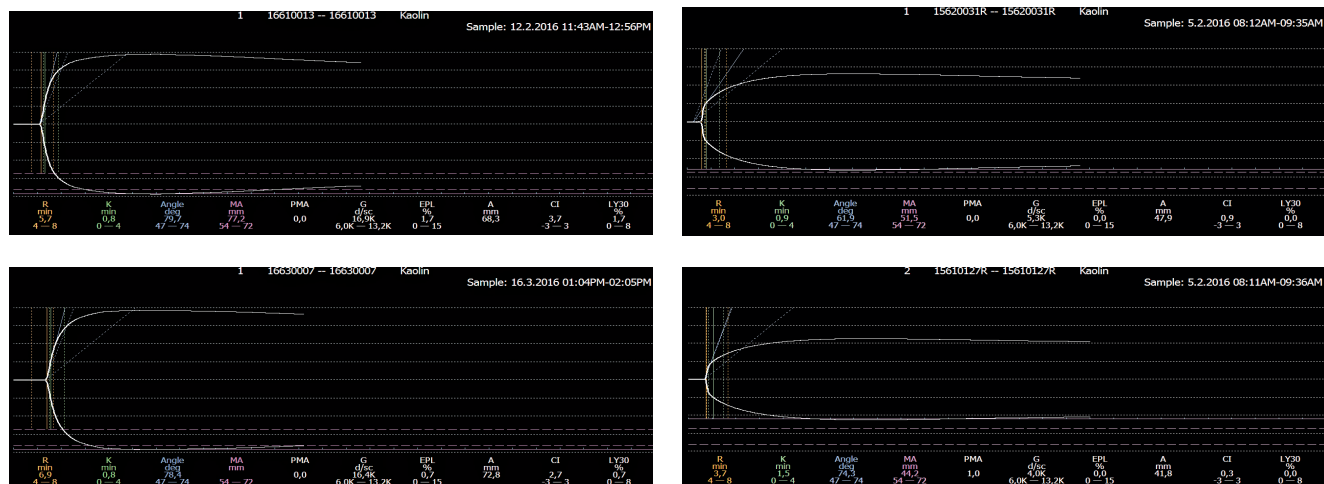 1 16610013 -- 16610013 Kaolin
Sample: 12.2.2016 11:43AM-12:56PM
R K Angle MA PMA G EPL A CI LY30
min min deg mm d/sc % mm %
5,7 0,8 79,7 77,2 0,0 16,9K 1,7 68,3 3,7 1,7
4 — 8 0 — 4 47 — 74 54 — 72 6,0K — 13,2K 0 — 15 -3 — 3 0 — 8
1 15620031R -- 15620031R Kaolin
Sample: 5.2.2016 08:12AM-09:35AM
R K Angle MA PMA G EPL A CI LY30
min min deg mm d/sc % mm %
3,0 0,9 61,9 51,5 0,0 5,3K 0,0 47,9 0,9 0,0
4 — 8 0 — 4 47 — 74 54 — 72 6,0K — 13,2K 0 — 15 -3 — 3 0 — 8
1 16630007 -- 16630007 Kaolin
Sample: 16.3.2016 01:04PM-02:05PM
R K Angle MA PMA G EPL A CI LY30
min min deg mm d/sc % mm %
6,9 0,8 78,4 76,6 0,0 16,4K 0,7 72,8 2,7 0,7
4 — 8 0 — 4 47 — 74 54 — 72 6,0K — 13,2K 0 — 15 -3 — 3 0 — 8
2 15610127R -- 15610127R Kaolin
Sample: 5.2.2016 08:11AM-09:36AM
R K Angle MA PMA G EPL A CI LY30
min min deg mm d/sc % mm %
3,7 1,5 74,3 44,2 1,0 4,0K 0,0 41,8 0,3 0,0
4 — 8 0 — 4 47 — 74 54 — 72 6,0K — 13,2K 0 — 15 -3 — 3 0 — 8